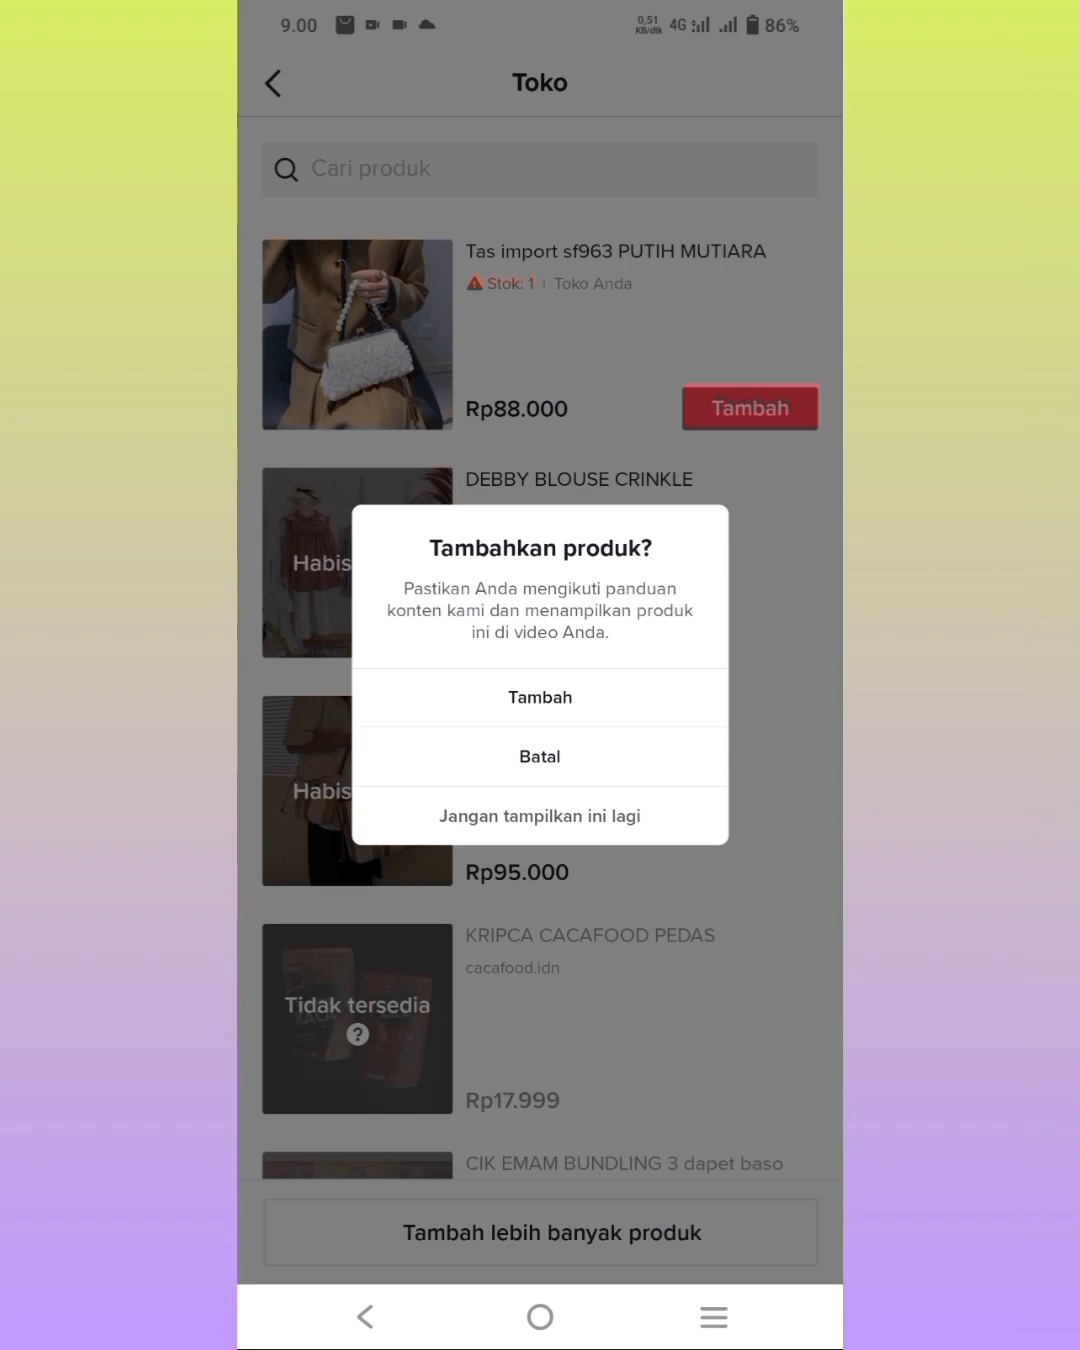 9.00
0,51
KB/dtk
4G
86%
Toko
Cari produk
Tas import sf963 PUTIH MUTIARA
Stok: 1 | Toko Anda
Rp88.000
Tambah
DEBBY BLOUSE CRINKLE
Habis
Tambahkan produk?
Pastikan Anda mengikuti panduan
konten kami dan menampilkan produk
ini di video Anda.
Tambah
Batal
Jangan tampilkan ini lagi
Habis
Rp95.000
KRIPCA CACAFOOD PEDAS
cacafood.idn
Tidak tersedia
?
Rp17.999
CIK EMAM BUNDLING 3 dapet baso
Tambah lebih banyak produk